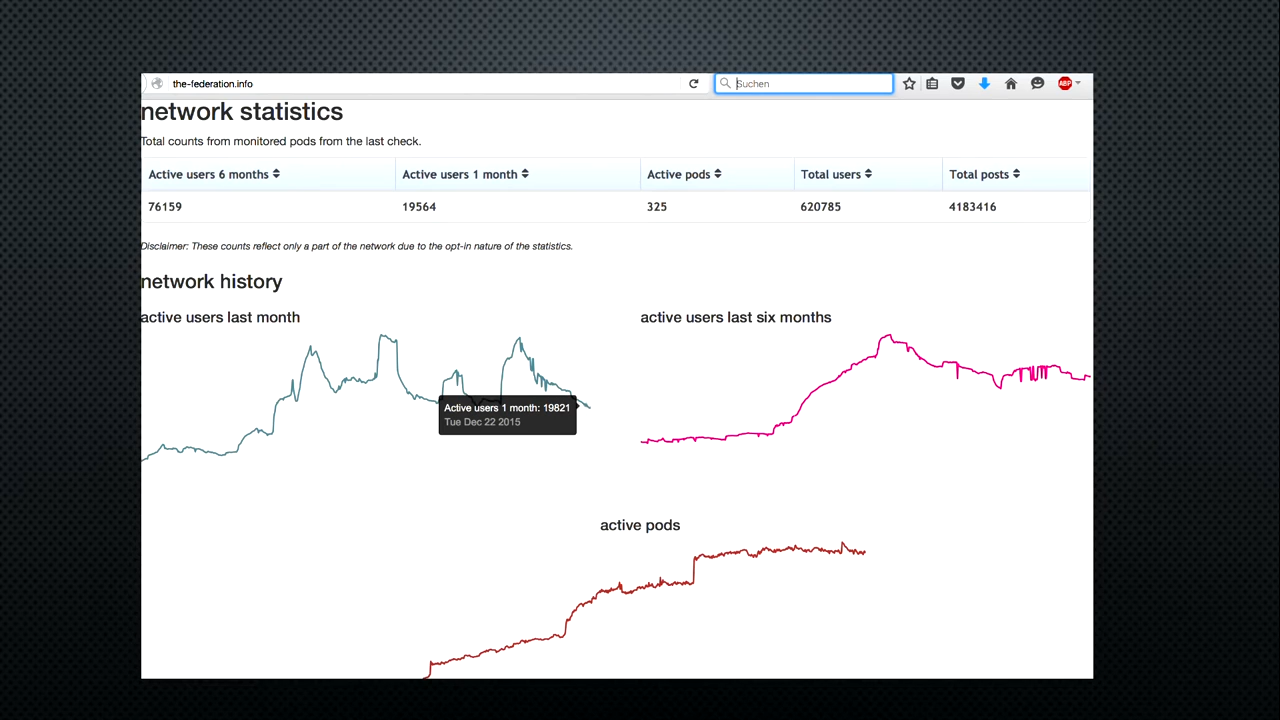 the-federation.info
Suchen
ABP
network statistics
Total counts from monitored pods from the last check.
Active users 6 months Active users 1 month Active pods Total users Total posts
76159 19564 325 620785 4183416
Disclaimer: These counts reflect only a part of the network due to the opt-in nature of the statistics.
network history
active users last month
active users last six months
Active users 1 month: 19821
Tue Dec 22 2015
active pods